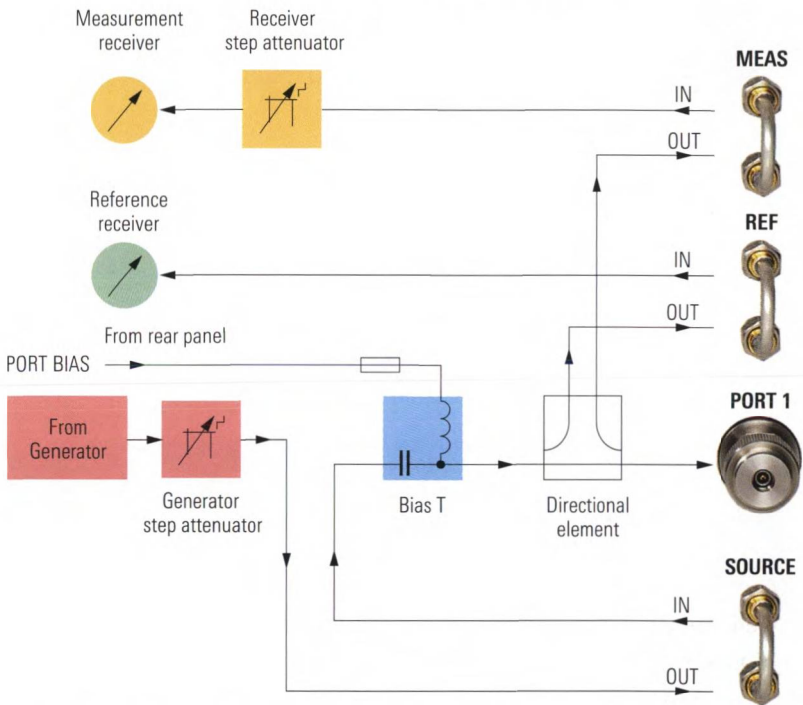 Measurement
receiver
Receiver
step attenuator
MEAS
IN
OUT
Reference
receiver
REF
IN
OUT
From rear panel
PORT BIAS
PORT 1
From
Generator
Generator
step attenuator
Bias T
Directional
element
SOURCE
IN
OUT